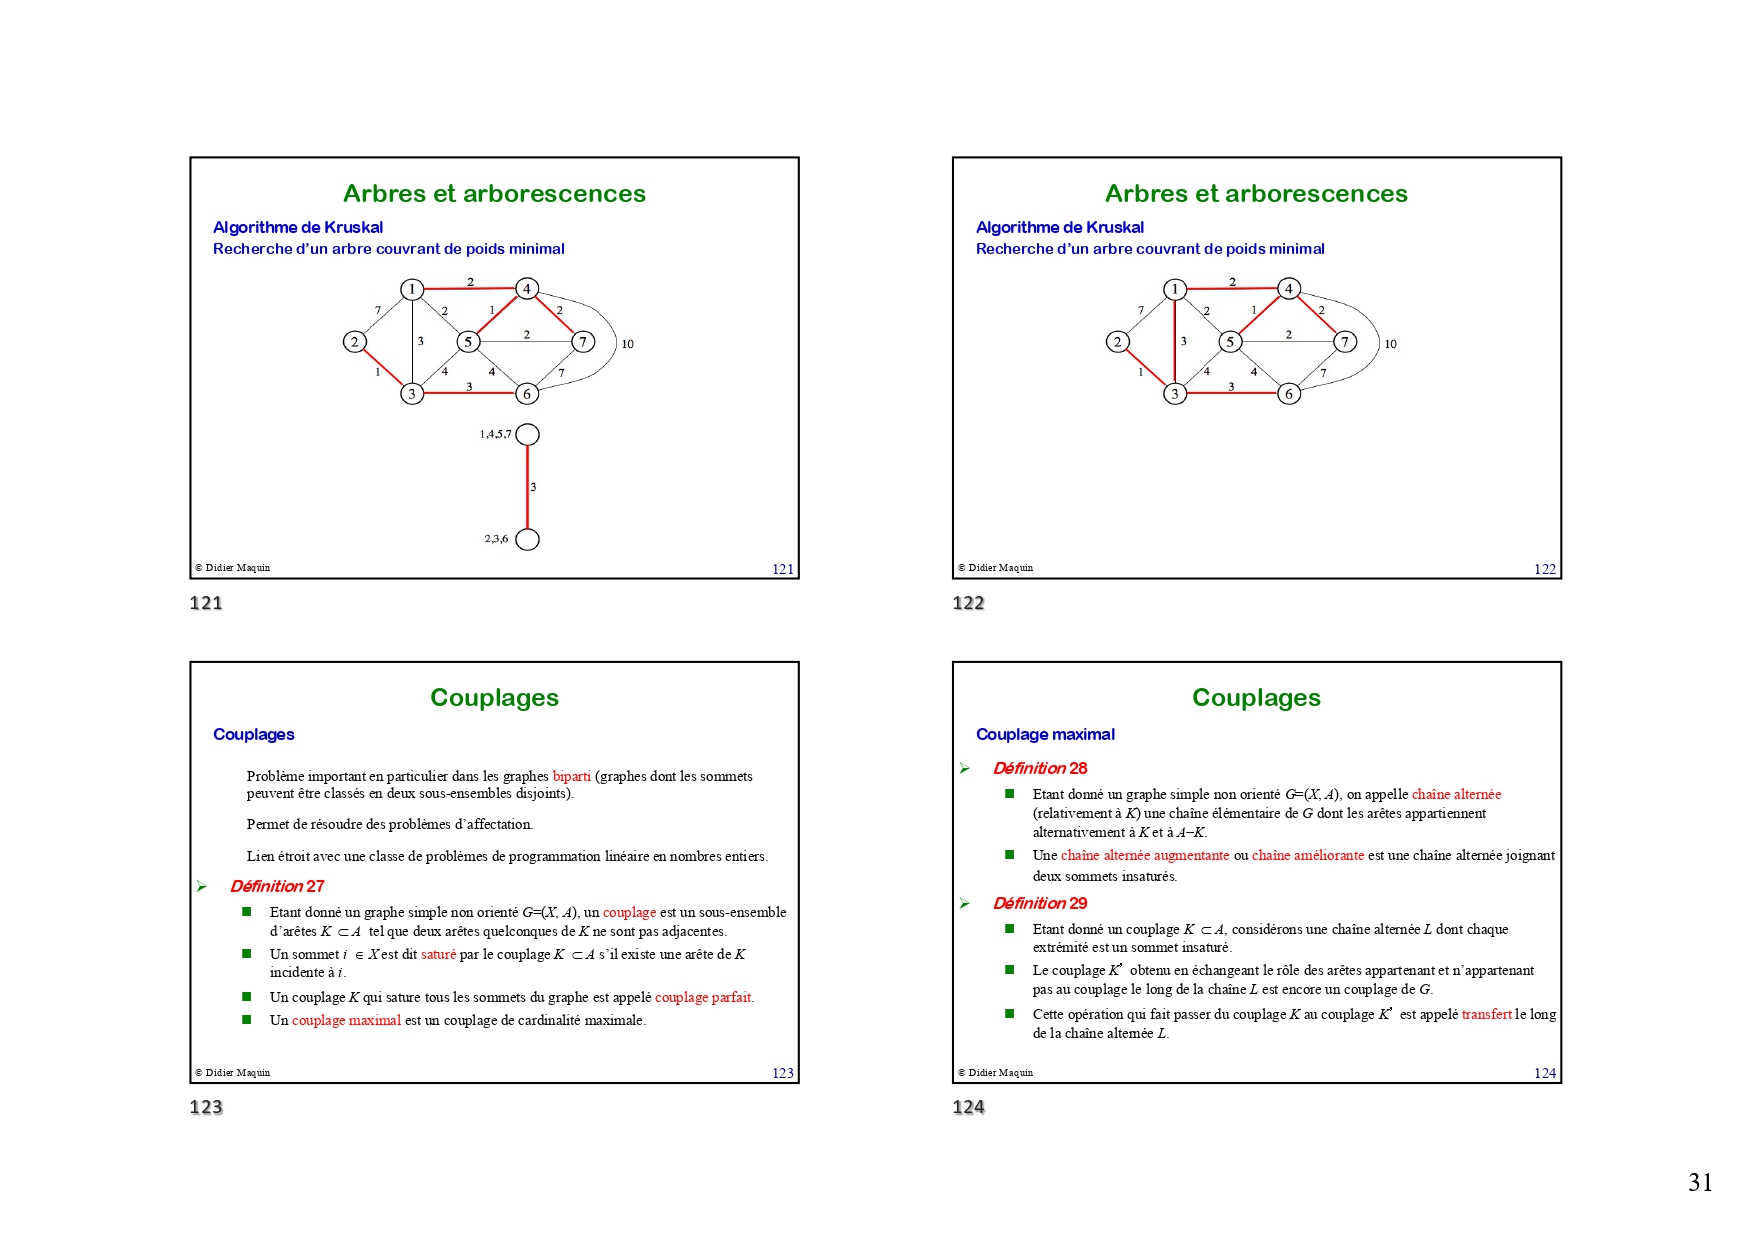 Arbres et arborescences
Algorithme de Kruskal
Recherche d’un arbre couvrant de poids minimal
1 2 4
7 2 1 2
2 3 5 2 7 10
1 4 4 7
3 3 6
1,4,5,7
3
2,3,6
© Didier Maquin 121
121
Arbres et arborescences
Algorithme de Kruskal
Recherche d’un arbre couvrant de poids minimal
1 2 4
7 2 1 2
2 3 5 2 7 10
1 4 4 7
3 3 6
© Didier Maquin 122
122
Couplages
Couplages
Problème important en particulier dans les graphes biparti (graphes dont les sommets
peuvent être classés en deux sous-ensembles disjoints).
Permet de résoudre des problèmes d’affectation.
Lien étroit avec une classe de problèmes de programmation linéaire en nombres entiers.
➢ Définition 27
■ Etant donné un graphe simple non orienté G=(X, A), un couplage est un sous-ensemble
d’arêtes K ⊂ A tel que deux arêtes quelconques de K ne sont pas adjacentes.
■ Un sommet i ∈ X est dit saturé par le couplage K ⊂ A s’il existe une arête de K
incidente à i.
■ Un couplage K qui sature tous les sommets du graphe est appelé couplage parfait.
■ Un couplage maximal est un couplage de cardinalité maximale.
© Didier Maquin 123
123
Couplages
Couplage maximal
➢ Définition 28
■ Etant donné un graphe simple non orienté G=(X, A), on appelle chaîne alternée
(relativement à K) une chaîne élémentaire de G dont les arêtes appartiennent
alternativement à K et à A–K.
■ Une chaîne alternée augmentante ou chaîne améliorante est une chaîne alternée joignant
deux sommets insaturés.
➢ Définition 29
■ Etant donné un couplage K ⊂ A, considérons une chaîne alternée L dont chaque
extrémité est un sommet insaturé.
■ Le couplage K’ obtenu en échangeant le rôle des arêtes appartenant et n’appartenant
pas au couplage le long de la chaîne L est encore un couplage de G.
■ Cette opération qui fait passer du couplage K au couplage K’ est appelé transfert le long
de la chaîne alternée L.
© Didier Maquin 124
124
31